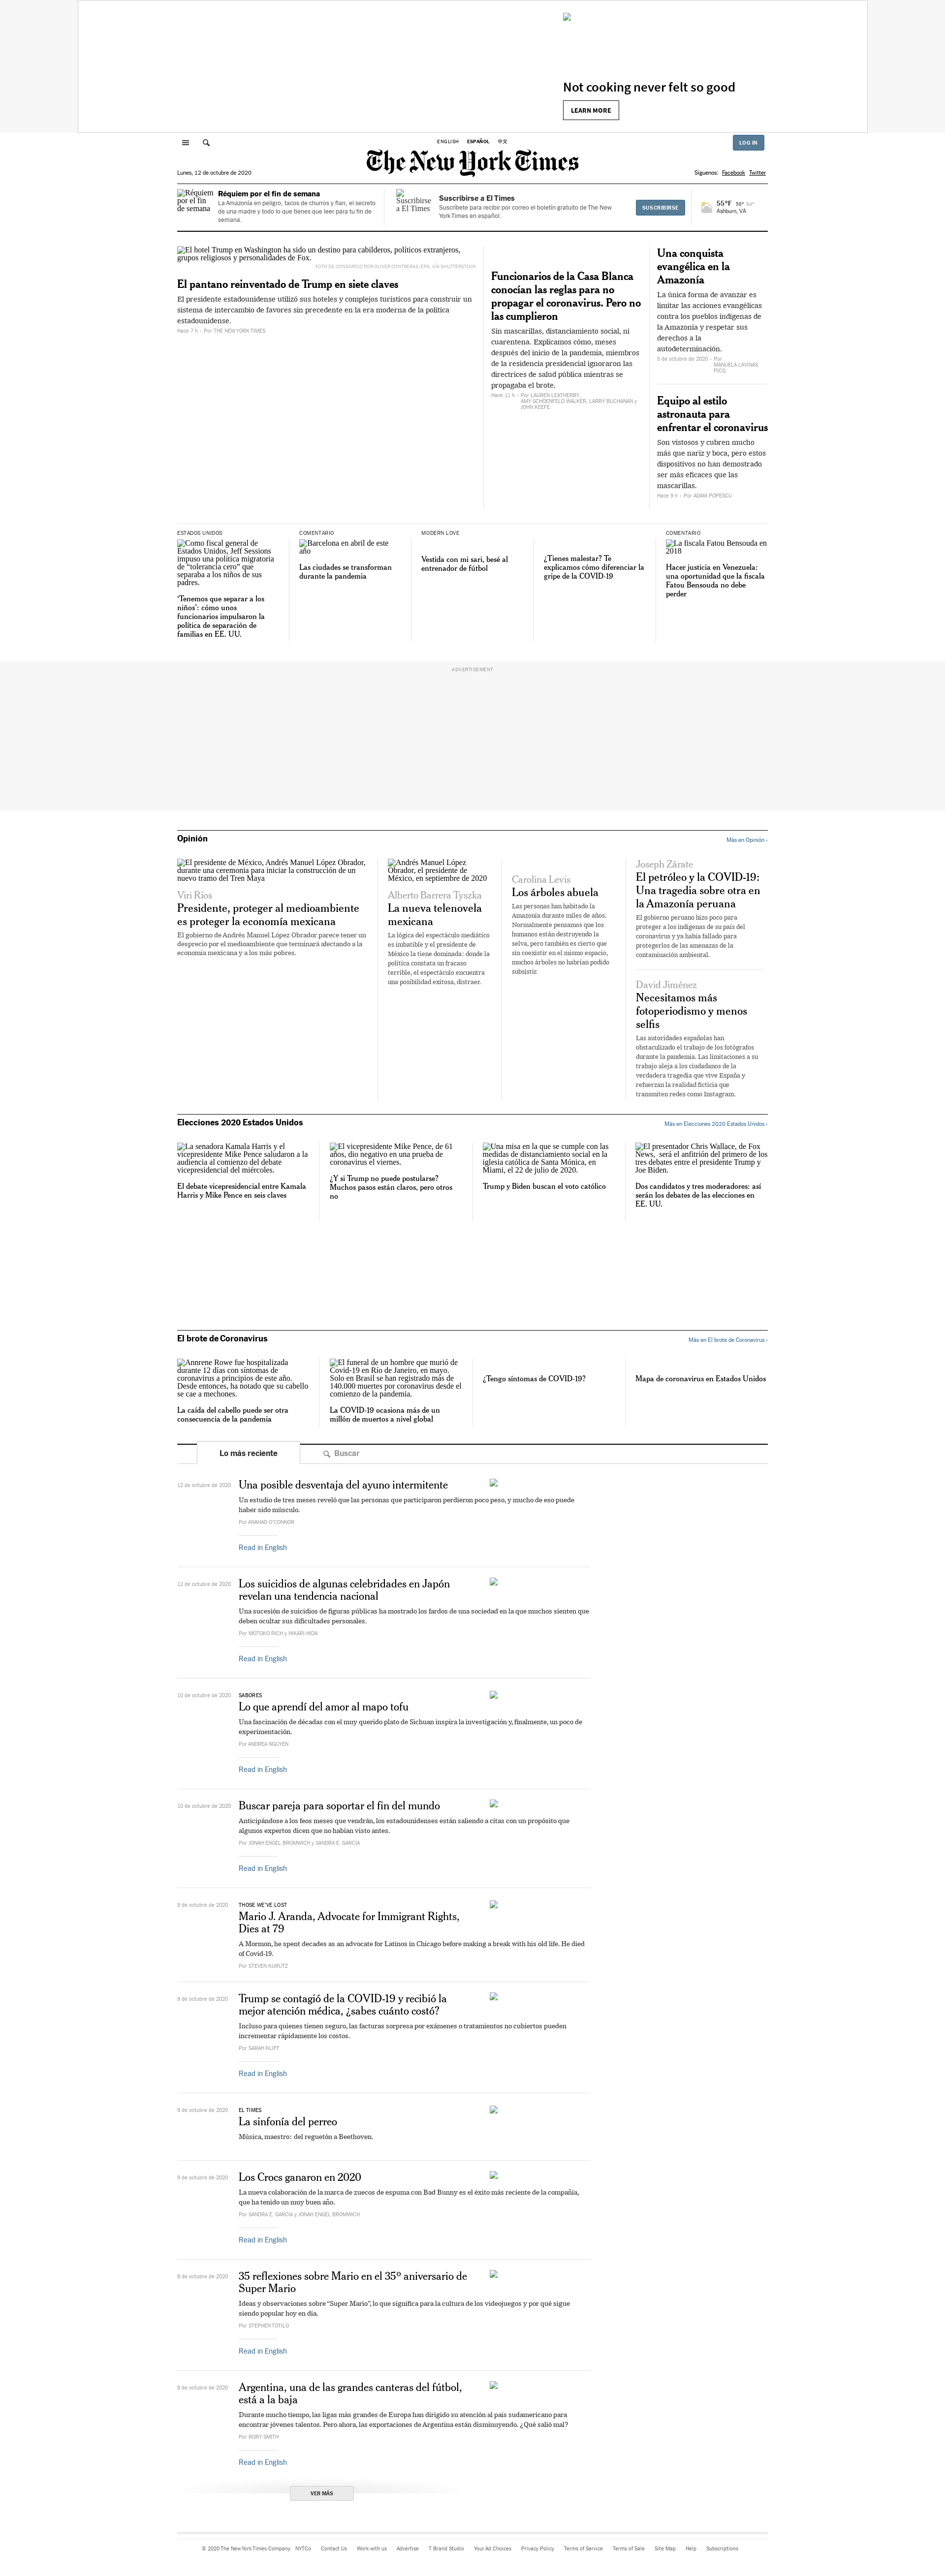 Not cooking never felt so good
LEARN MORE
ENGLISH ESPAÑOL 中文
LOG IN
The New York Times
Lunes, 12 de octubre de 2020
Síguenos: Facebook Twitter
Réquiem
por el fin
de semana
Réquiem por el fin de semana
La Amazonía en peligro, tacos de churros y flan, el secreto
de una madre y todo lo que tienes que leer para tu fin de
semana.
Suscribirse
a El Times
Suscribirse a El Times
Suscríbete para recibir por correo el boletín gratuito de The New
York Times en español.
SUSCRIBIRSE
55°F
Ashburn, VA
El hotel Trump en Washington ha sido un destino para cabilderos, políticos extranjeros,
grupos religiosos y personalidades de Fox.
FOTO DE CONSORCIO POR OLIVER CONTRERAS/EPA, VÍA SHUTTERSTOCK
El pantano reinventado de Trump en siete claves
El presidente estadounidense utilizó sus hoteles y complejos turísticos para construir un
sistema de intercambio de favores sin precedente en la era moderna de la política
estadounidense.
Hace 7 h - Por THE NEW YORK TIMES
Funcionarios de la Casa Blanca
conocían las reglas para no
propagar el coronavirus. Pero no
las cumplieron
Sin mascarillas, distanciamiento social, ni
cuarentena. Explicamos cómo, meses
después del inicio de la pandemia, miembros
de la residencia presidencial ignoraron las
directrices de salud pública mientras se
propagaba el brote.
Hace 11 h - Por LAUREN LEATHERBY,
AMY SCHOENFELD WALKER, LARRY BUCHANAN y
JOHN KEEFE
Una conquista
evangélica en la
Amazonía
La única forma de avanzar es
limitar las acciones evangélicas
contra los pueblos indígenas de
la Amazonía y respetar sus
derechos a la
autodeterminación.
5 de octubre de 2020 - Por
MANUELA LAVINAS
PICQ
Equipo al estilo
astronauta para
enfrentar el coronavirus
Son vistosos y cubren mucho
más que nariz y boca, pero estos
dispositivos no han demostrado
ser más eficaces que las
mascarillas.
Hace 9 h - Por ADAM POPESCU
ESTADOS UNIDOS
Como fiscal general de
Estados Unidos, Jeff Sessions
impuso una política migratoria
de "tolerancia cero" que
separaba a los niños de sus
padres.
'Tenemos que separar a los
niños': cómo unos
funcionarios impulsaron la
política de separación de
familias en EE. UU.
COMENTARIO
Barcelona en abril de este
año
Las ciudades se transforman
durante la pandemia
MODERN LOVE
Vestida con mi sari, besé al
entrenador de fútbol
¿Tienes malestar? Te
explicamos cómo diferenciar la
gripe de la COVID-19
COMENTARIO
La fiscala Fatou Bensouda en
2018
Hacer justicia en Venezuela:
una oportunidad que la fiscala
Fatou Bensouda no debe
perder
ADVERTISEMENT
Opinión
Más en Opinión ›
El presidente de México, Andrés Manuel López Obrador,
durante una ceremonia para iniciar la construcción de un
nuevo tramo del Tren Maya
Viri Ríos
Presidente, proteger al medioambiente
es proteger la economía mexicana
El gobierno de Andrés Manuel López Obrador parece tener un
desprecio por el medioambiente que terminará afectando a la
economía mexicana y a los más pobres.
Andrés Manuel López
Obrador, el presidente de
México, en septiembre de 2020
Alberto Barrera Tyszka
La nueva telenovela
mexicana
La lógica del espectáculo mediático
es imbatible y el presidente de
México la tiene dominada: donde la
política constata un fracaso
terrible, el espectáculo encuentra
una posibilidad exitosa, distraer.
Carolina Levis
Los árboles abuela
Las personas han habitado la
Amazonía durante miles de años.
Normalmente pensamos que los
humanos están destruyendo la
selva, pero también es cierto que
sin coexistir en el mismo espacio,
muchos árboles no habrían podido
subsistir.
Joseph Zárate
El petróleo y la COVID-19:
Una tragedia sobre otra en
la Amazonía peruana
El gobierno peruano hizo poco para
proteger a los indígenas de su país del
coronavirus y ya había fallado para
protegerlos de las amenazas de la
contaminación ambiental.
David Jiménez
Necesitamos más
fotoperiodismo y menos
selfis
Las autoridades españolas han
obstaculizado el trabajo de los fotógrafos
durante la pandemia. Las limitaciones a su
trabajo aleja a los ciudadanos de la
verdadera tragedia que vive España y
refuerzan la realidad ficticia que
transmiten redes como Instagram.
Elecciones 2020 Estados Unidos
Más en Elecciones 2020 Estados Unidos ›
La senadora Kamala Harris y el
vicepresidente Mike Pence saludaron a la
audiencia al comienzo del debate
vicepresidencial del miércoles.
El debate vicepresidencial entre Kamala
Harris y Mike Pence en seis claves
El vicepresidente Mike Pence, de 61
años, dio negativo en una prueba de
coronavirus el viernes.
¿Y si Trump no puede postularse?
Muchos pasos están claros, pero otros
no
Una misa en la que se cumple con las
medidas de distanciamiento social en la
iglesia católica de Santa Mónica, en
Miami, el 22 de julio de 2020.
Trump y Biden buscan el voto católico
El presentador Chris Wallace, de Fox
News, será el anfitrión del primero de los
tres debates entre el presidente Trump y
Joe Biden.
Dos candidatos y tres moderadores: así
serán los debates de las elecciones en
EE. UU.
El brote de Coronavirus
Más en El brote de Coronavirus ›
Annrene Rowe fue hospitalizada
durante 12 días con síntomas de
coronavirus a principios de este año.
Desde entonces, ha notado que su cabello
se cae a mechones.
La caída del cabello puede ser otra
consecuencia de la pandemia
El funeral de un hombre que murió de
Covid-19 en Río de Janeiro, en mayo.
Solo en Brasil se han registrado más de
140.000 muertes por coronavirus desde el
comienzo de la pandemia.
La COVID-19 ocasiona más de un
millón de muertos a nivel global
¿Tengo síntomas de COVID-19?
Mapa de coronavirus en Estados Unidos
Lo más reciente
Buscar
12 de octubre de 2020
Una posible desventaja del ayuno intermitente
Un estudio de tres meses reveló que las personas que participaron perdieron poco peso, y mucho de eso puede
haber sido músculo.
Por ANAHAD O'CONNOR
Read in English
12 de octubre de 2020
Los suicidios de algunas celebridades en Japón
revelan una tendencia nacional
Una sucesión de suicidios de figuras públicas ha mostrado los fardos de una sociedad en la que muchos sienten que
deben ocultar sus dificultades personales.
Por MOTOKO RICH y HIKARI HIDA
Read in English
10 de octubre de 2020
SABORES
Lo que aprendí del amor al mapo tofu
Una fascinación de décadas con el muy querido plato de Sichuan inspira la investigación y, finalmente, un poco de
experimentación.
Por ANDREA NGUYEN
Read in English
10 de octubre de 2020
Buscar pareja para soportar el fin del mundo
Anticipándose a los feos meses que vendrán, los estadounidenses están saliendo a citas con un propósito que
algunos expertos dicen que no habían visto antes.
Por JONAH ENGEL BROMWICH y SANDRA E. GARCIA
Read in English
9 de octubre de 2020
THOSE WE'VE LOST
Mario J. Aranda, Advocate for Immigrant Rights,
Dies at 79
A Mormon, he spent decades as an advocate for Latinos in Chicago before making a break with his old life. He died
of Covid-19.
Por STEVEN KURUTZ
9 de octubre de 2020
Trump se contagió de la COVID-19 y recibió la
mejor atención médica, ¿sabes cuánto costó?
Incluso para quienes tienen seguro, las facturas sorpresa por exámenes o tratamientos no cubiertos pueden
incrementar rápidamente los costos.
Por SARAH KLIFF
Read in English
9 de octubre de 2020
EL TIMES
La sinfonía del perreo
Música, maestro: del reguetón a Beethoven.
9 de octubre de 2020
Los Crocs ganaron en 2020
La nueva colaboración de la marca de zuecos de espuma con Bad Bunny es el éxito más reciente de la compañía,
que ha tenido un muy buen año.
Por SANDRA E. GARCIA y JONAH ENGEL BROMWICH
Read in English
8 de octubre de 2020
35 reflexiones sobre Mario en el 35º aniversario de
Super Mario
Ideas y observaciones sobre "Super Mario", lo que significa para la cultura de los videojuegos y por qué sigue
siendo popular hoy en día.
Por STEPHEN TOTILO
Read in English
8 de octubre de 2020
Argentina, una de las grandes canteras del fútbol,
está a la baja
Durante mucho tiempo, las ligas más grandes de Europa han dirigido su atención al país sudamericano para
encontrar jóvenes talentos. Pero ahora, las exportaciones de Argentina están disminuyendo. ¿Qué salió mal?
Por RORY SMITH
Read in English
VER MÁS
© 2020 The New York Times Company NYTCo Contact Us Work with us Advertise T Brand Studio Your Ad Choices Privacy Policy Terms of Service Terms of Sale Site Map Help Subscriptions